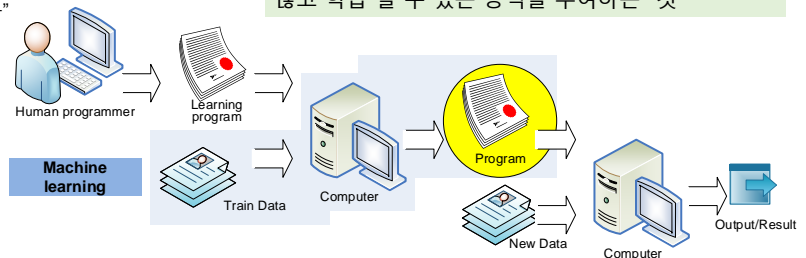 ”
Human programmer
Learning
program
Machine
learning
Train Data
Computer
Program
New Data
Computer
Output/Result